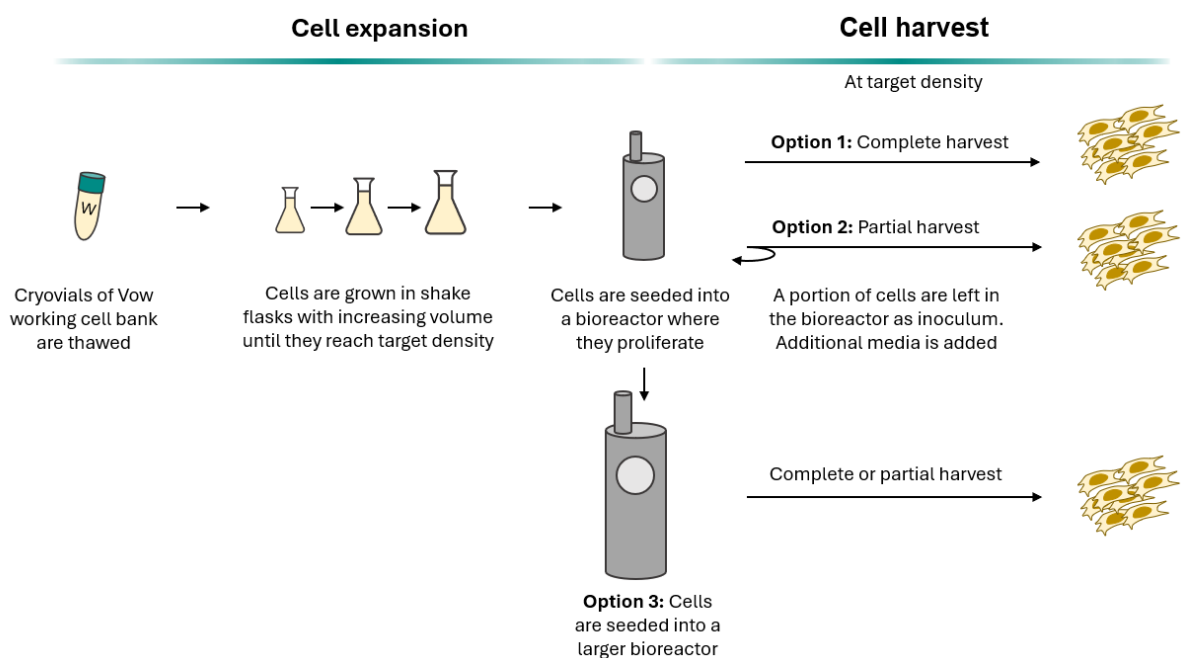 Cell expansion
Cell harvest
At target density
Option 1: Complete harvest
W
Option 2: Partial harvest
Cryovials of Vow
working cell bank
are thawed
Cells are grown in shake
flasks with increasing volume
until they reach target density
Cells are seeded into
a bioreactor where
they proliferate
A portion of cells are left in
the bioreactor as inoculum.
Additional media is added
Complete or partial harvest
Option 3: Cells
are seeded into a
larger bioreactor